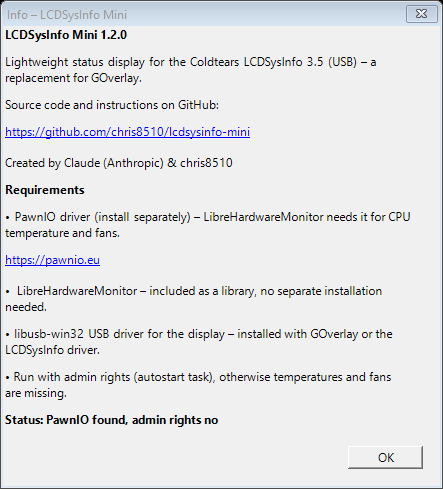 Info – LCDSysInfo Mini
LCDSysInfo Mini 1.2.0
Lightweight status display for the Coldtears LCDSysInfo 3.5 (USB) – a
replacement for GOverlay.
Source code and instructions on GitHub:
https://github.com/chris8510/lcdsysinfo-mini
Created by Claude (Anthropic) & chris8510
Requirements
• PawnIO driver (install separately) – LibreHardwareMonitor needs it for CPU
temperature and fans.
https://pawnio.eu
• LibreHardwareMonitor – included as a library, no separate installation
needed.
• libusb-win32 USB driver for the display – installed with GOverlay or the
LCDSysInfo driver.
• Run with admin rights (autostart task), otherwise temperatures and fans
are missing.
Status: PawnIO found, admin rights no
OK